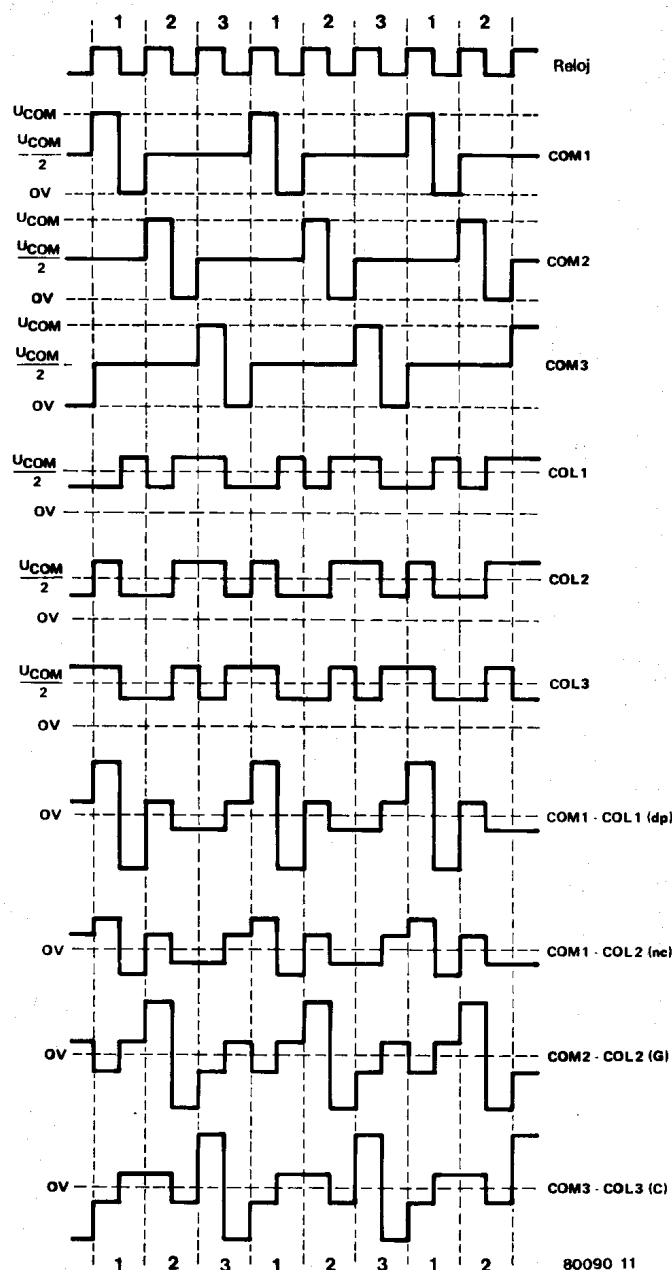 1 2 3 1 2 3 1 2
Reloj
UCOM
UCOM
2
COM1
0V
UCOM
UCOM
2
COM2
0V
UCOM
UCOM
2
COM3
0V
UCOM
2
COL1
0V
UCOM
2
COL2
0V
UCOM
2
COL3
0V
0V
COM1 - COL1 (dp)
0V
COM1 - COL2 (nc)
0V
COM2 - COL2 (G)
0V
COM3 - COL3 (C)
1 2 3 1 2 3 1 2
80090 11